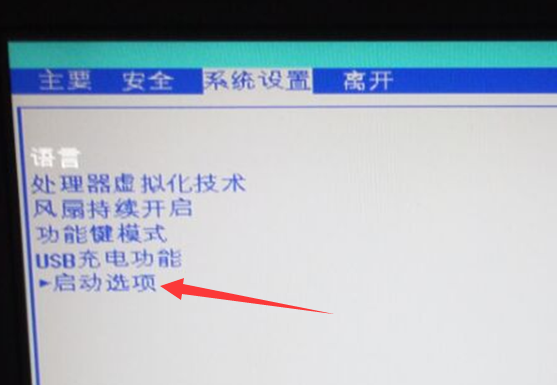 主要 安全 系统设置 离开
语言
处理器虚拟化技术
风扇持续开启
功能键模式
USB充电功能
►启动选项